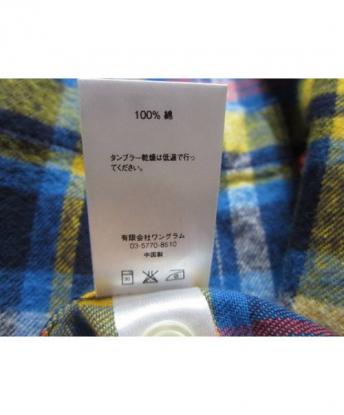 100% 綿
タンブラー乾燥は低温で行っ
てください。
有限会社ワングラム
03-5770-8610
中国製